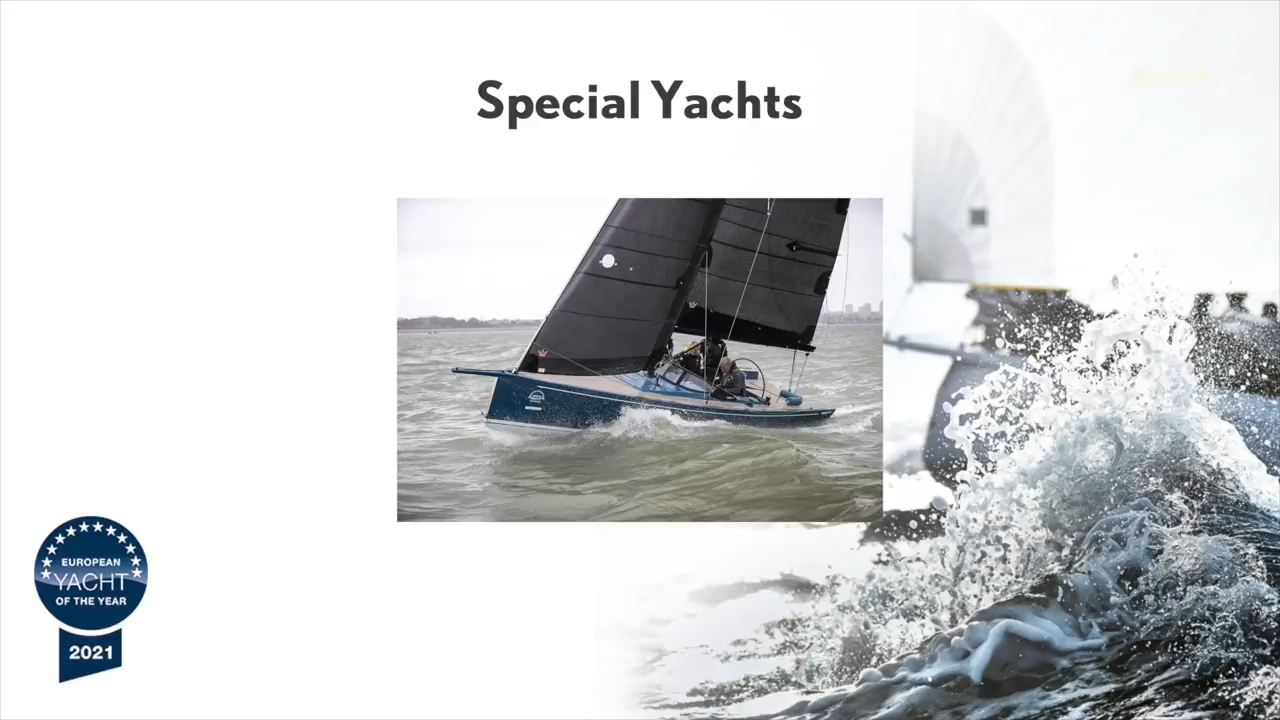 Special Yachts
EUROPEAN
YACHT
OF THE YEAR
2021